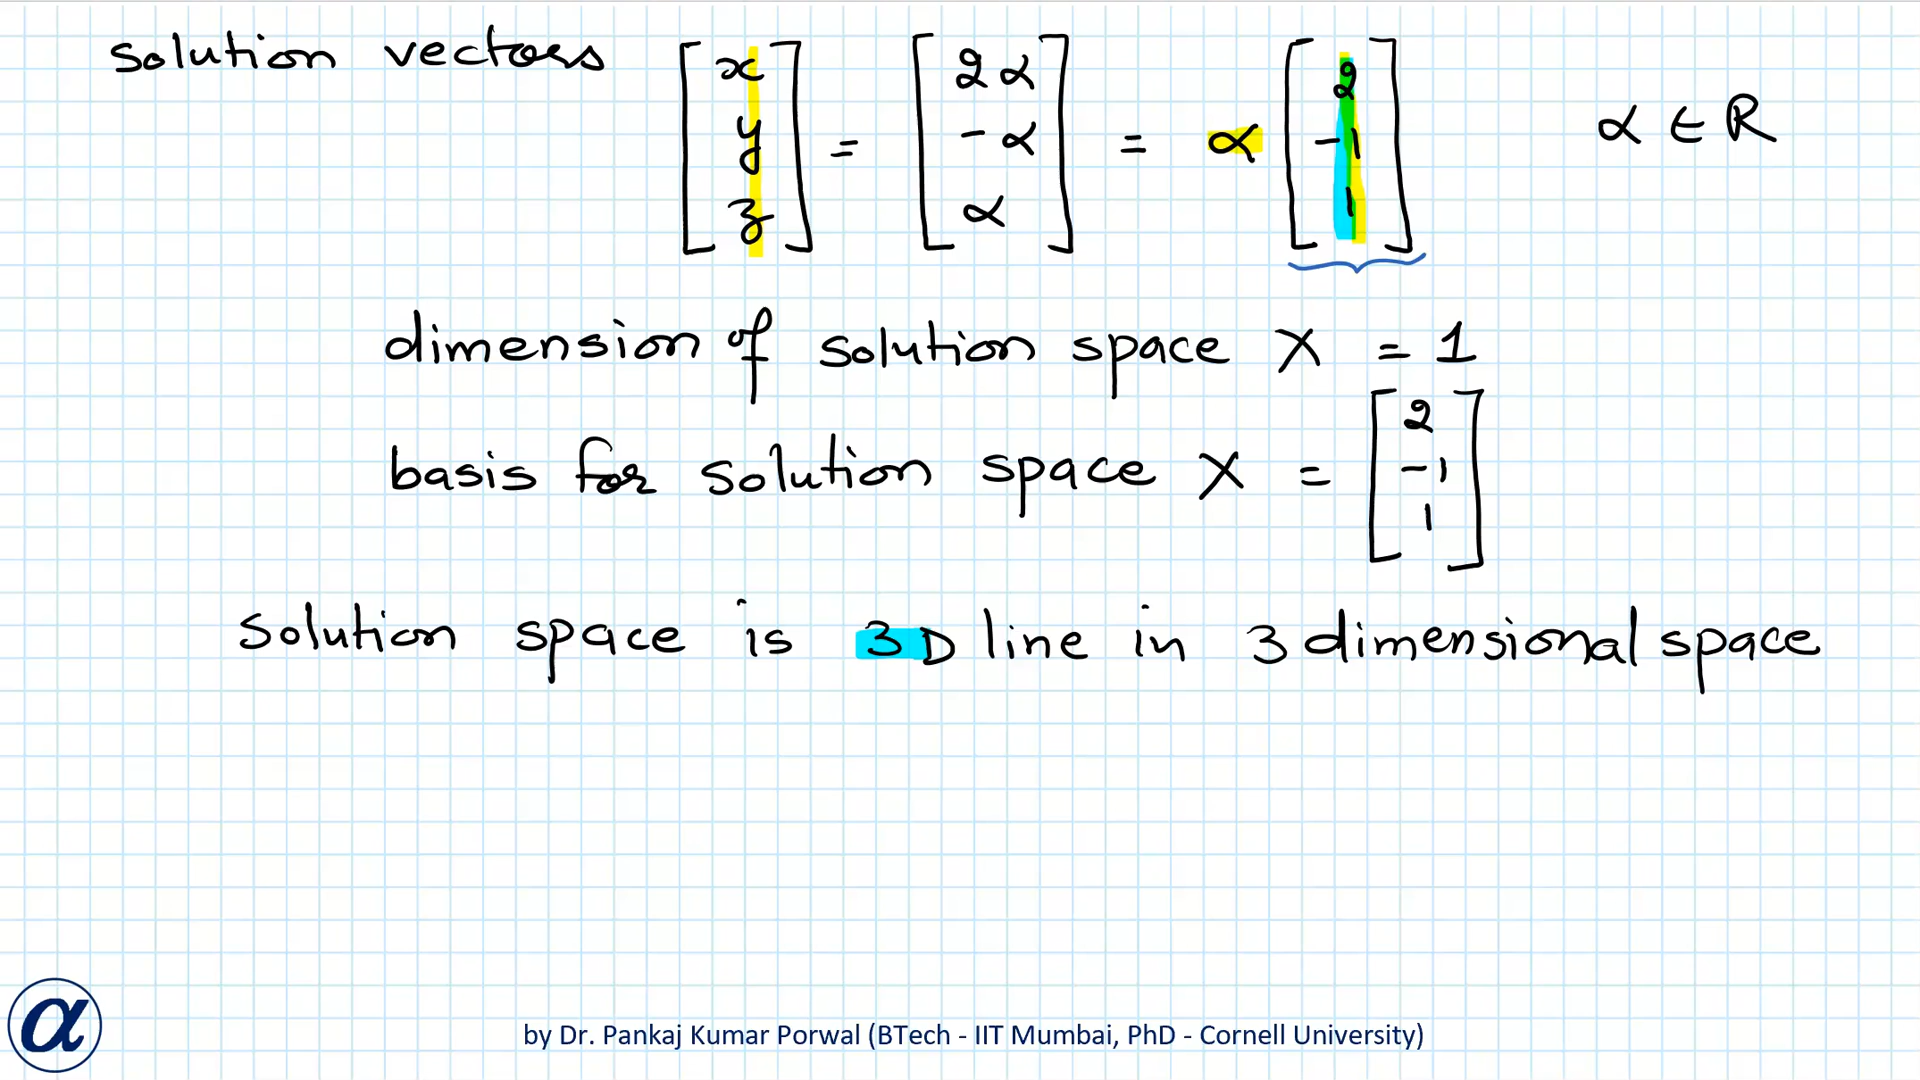 solution vectors [x y z] = [2α -α α] = α [2 -1 1] α ∈ R
dimension of solution space X = 1
basis for solution space X = [2 -1 1]
solution space is 3D line in 3 dimensional space
α
by Dr. Pankaj Kumar Porwal (BTech - IIT Mumbai, PhD - Cornell University)